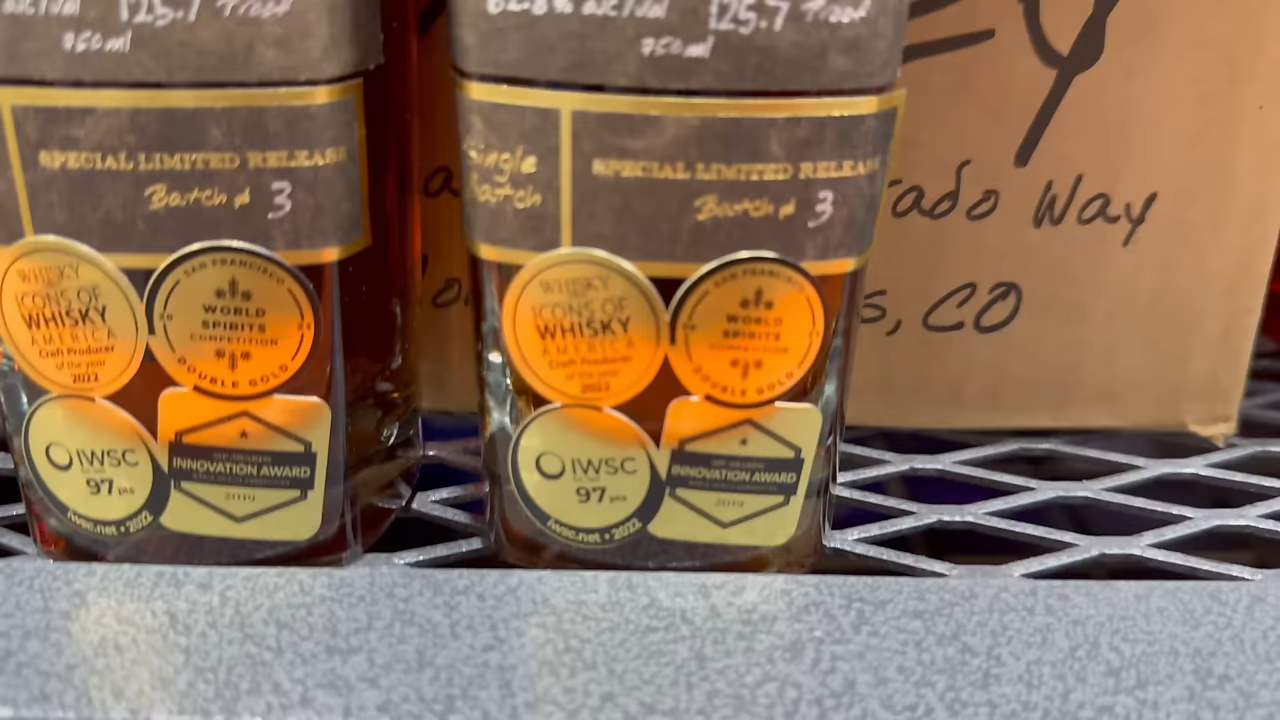 125.7 Proof
750ml
SPECIAL LIMITED RELEASE
Batch # 3
WHISKY
ICONS OF
WHISKY
AMERICA
Craft Producer
of the year
2022
SAN FRANCISCO
WORLD
SPIRITS
COMPETITION
DOUBLE GOLD
IWSC
97 pts
iwsc.net • 2022
INNOVATION AWARD
2019
62.8% alc/vol 125.7 Proof
750ml
Single
Batch
SPECIAL LIMITED RELEASE
Batch # 3
WHISKY
ICONS OF
WHISKY
AMERICA
Craft Producer
of the year
2022
SAN FRANCISCO
WORLD
SPIRITS
COMPETITION
DOUBLE GOLD
IWSC
97 pts
iwsc.net • 2022
INNOVATION AWARD
2019
ado Way
s, CO